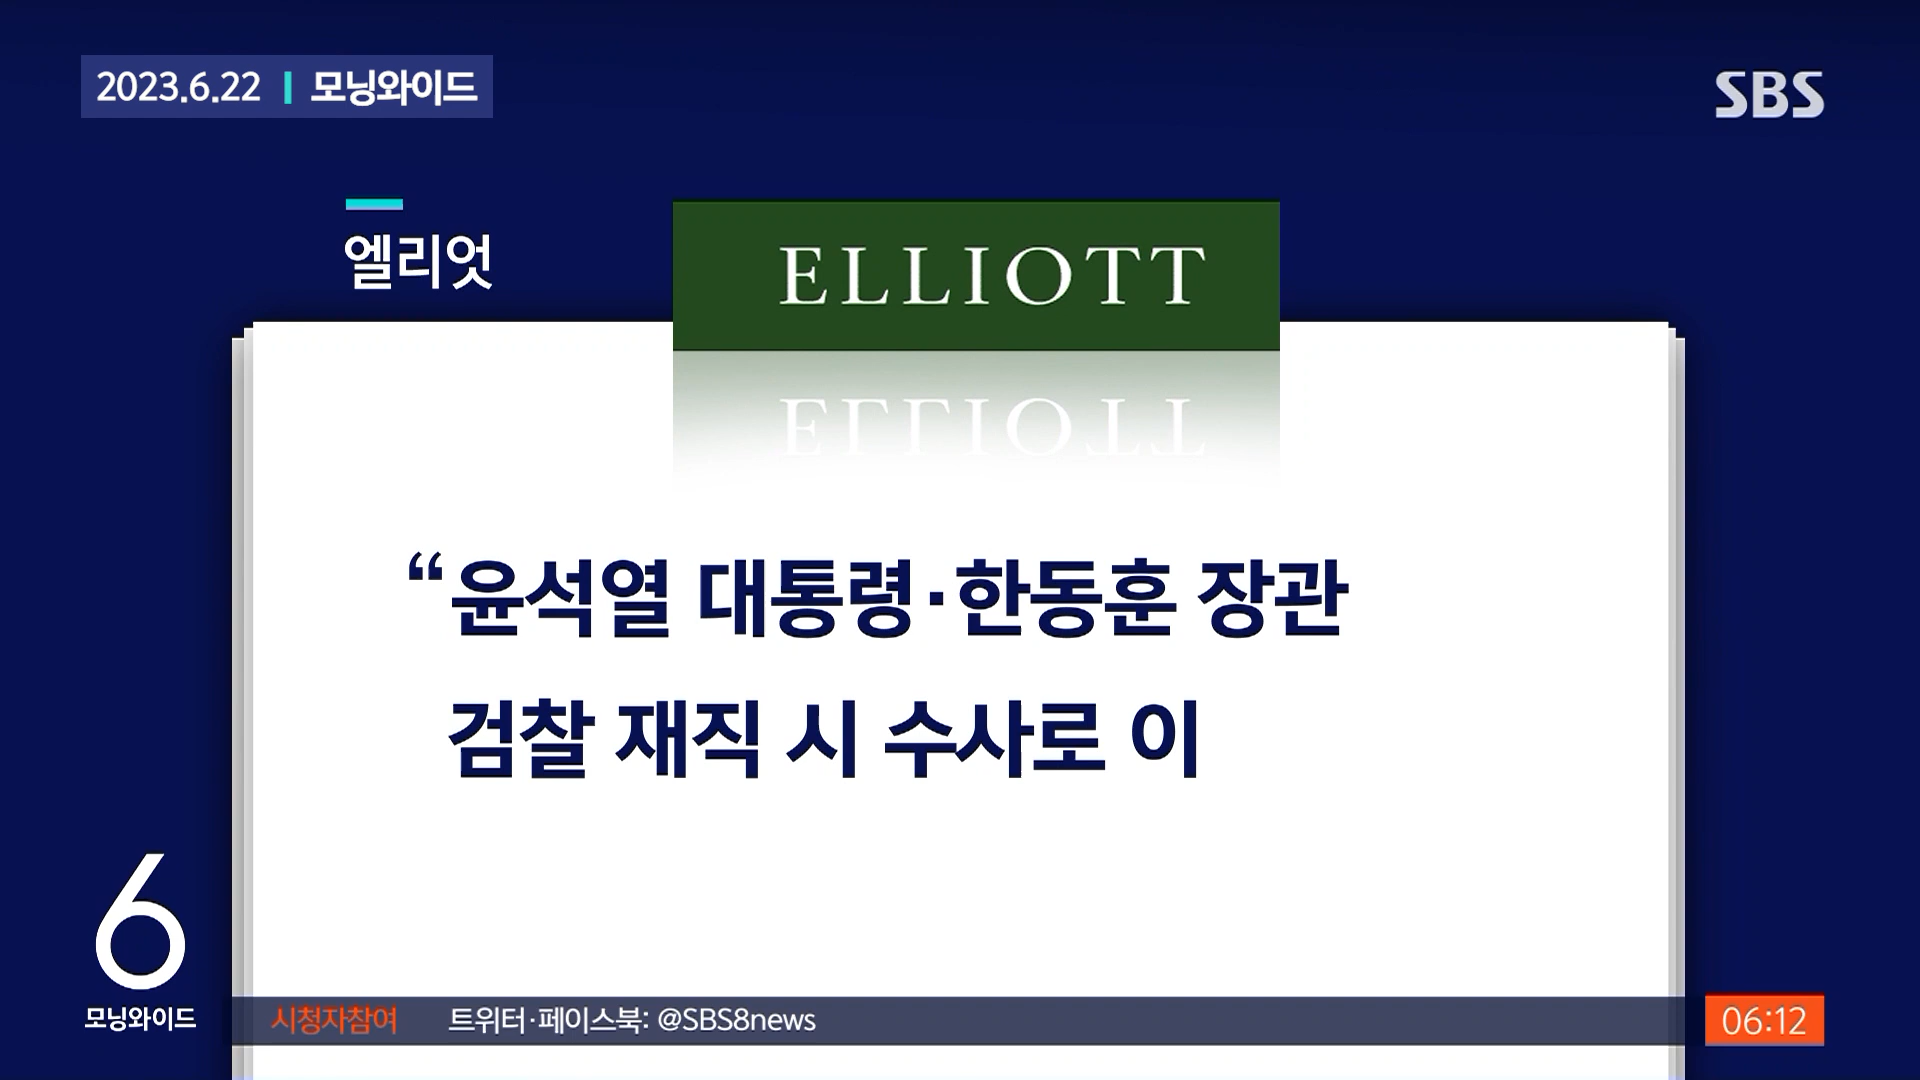 2023.6.22 | 모닝와이드
SBS
엘리엇
ELLIOTT
“윤석열 대통령·한동훈 장관
검찰 재직 시 수사로 이
6
모닝와이드
시청자참여 트위터·페이스북: @SBS8news
06:12